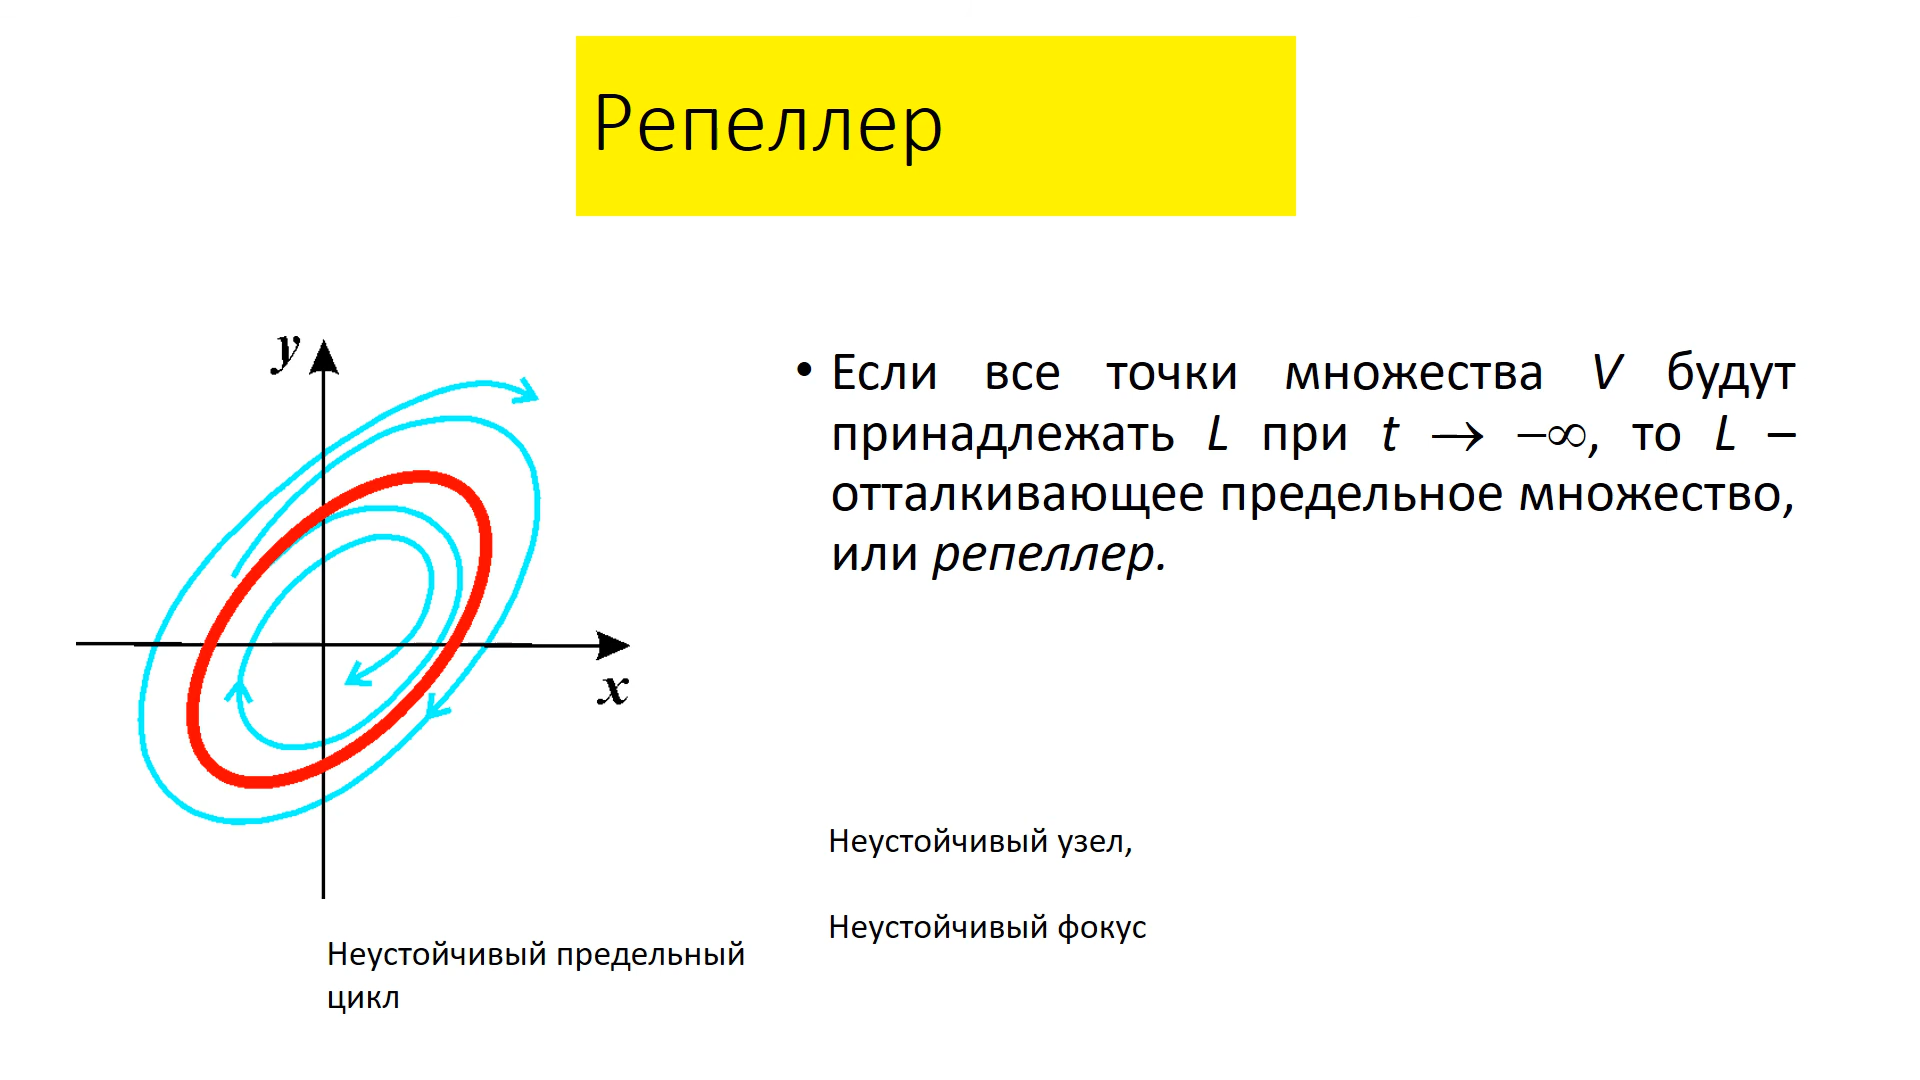 Репеллер
y
x
• Если все точки множества V будут
принадлежать L при t → −∞, то L –
отталкивающее предельное множество,
или репеллер.
Неустойчивый узел,
Неустойчивый фокус
Неустойчивый предельный
цикл